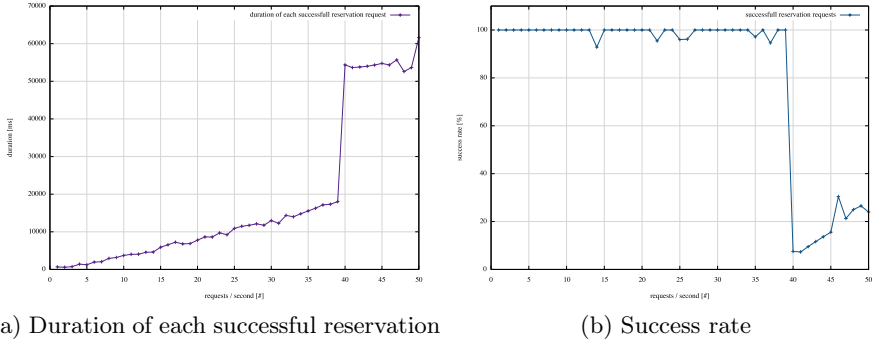 duration of each successfull reservation request
70000
60000
50000
40000
30000
20000
10000
0
duration [ms]
0 5 10 15 20 25 30 35 40 45 50
requests / second [#]
a) Duration of each successful reservation
successfull reservation requests
100
80
60
40
20
0
success rate [%]
0 5 10 15 20 25 30 35 40 45 50
requests / second [#]
(b) Success rate